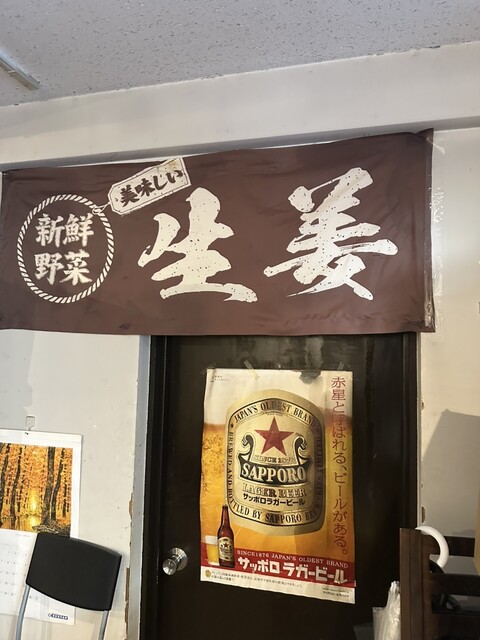 美味しい
新鮮
野菜
生姜
赤星と呼ばれる、ビールがある。
JAPAN'S OLDEST BRAND
SAPPORO
LAGER BEER
サッポロラガービール
BREWED AND BOTTLED BY SAPPORO
SINCE1876 JAPAN'S OLDEST BRAND
サッポロ ラガービール